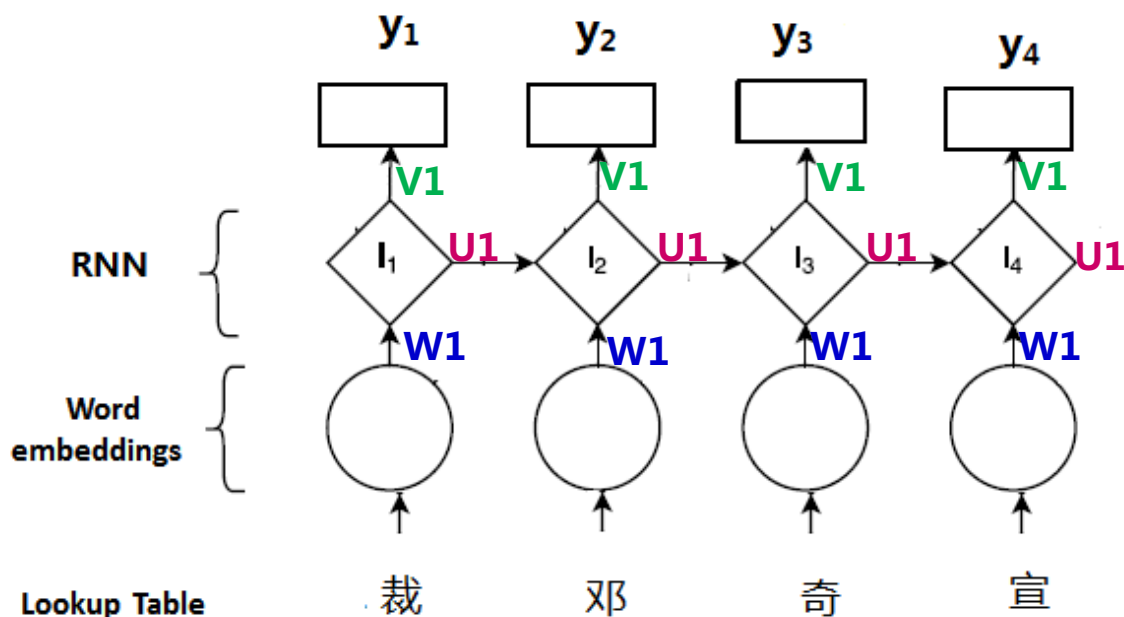 y₁ y₂ y₃ y₄
V1 V1 V1 V1
RNN I₁ U1 I₂ U1 I₃ U1 I₄ U1
W1 W1 W1 W1
Word
embeddings
Lookup Table 裁 邓 奇 宣